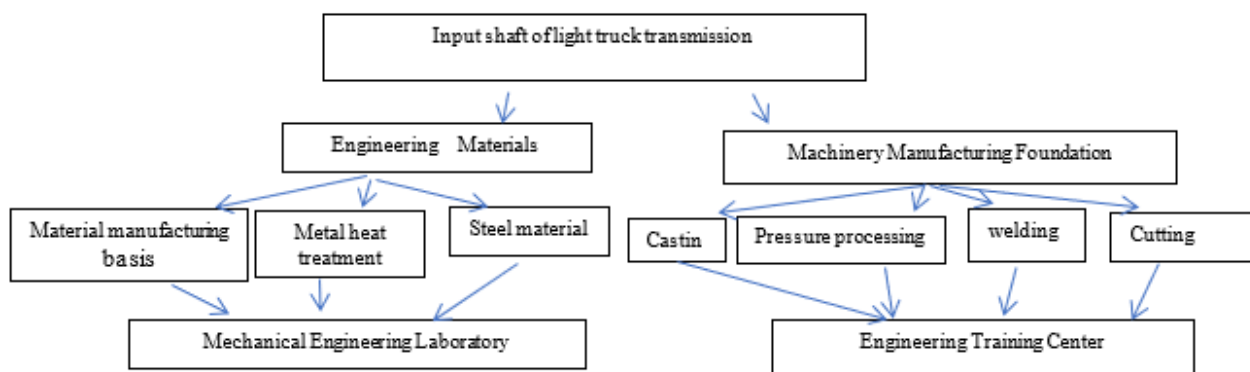 Input shaft of light truck transmission
Engineering Materials
Machinery Manufacturing Foundation
Material manufacturing
basis
Metal heat
treatment
Steel material
Castin
Pressure processing
welding
Cutting
Mechanical Engineering Laboratory
Engineering Training Center